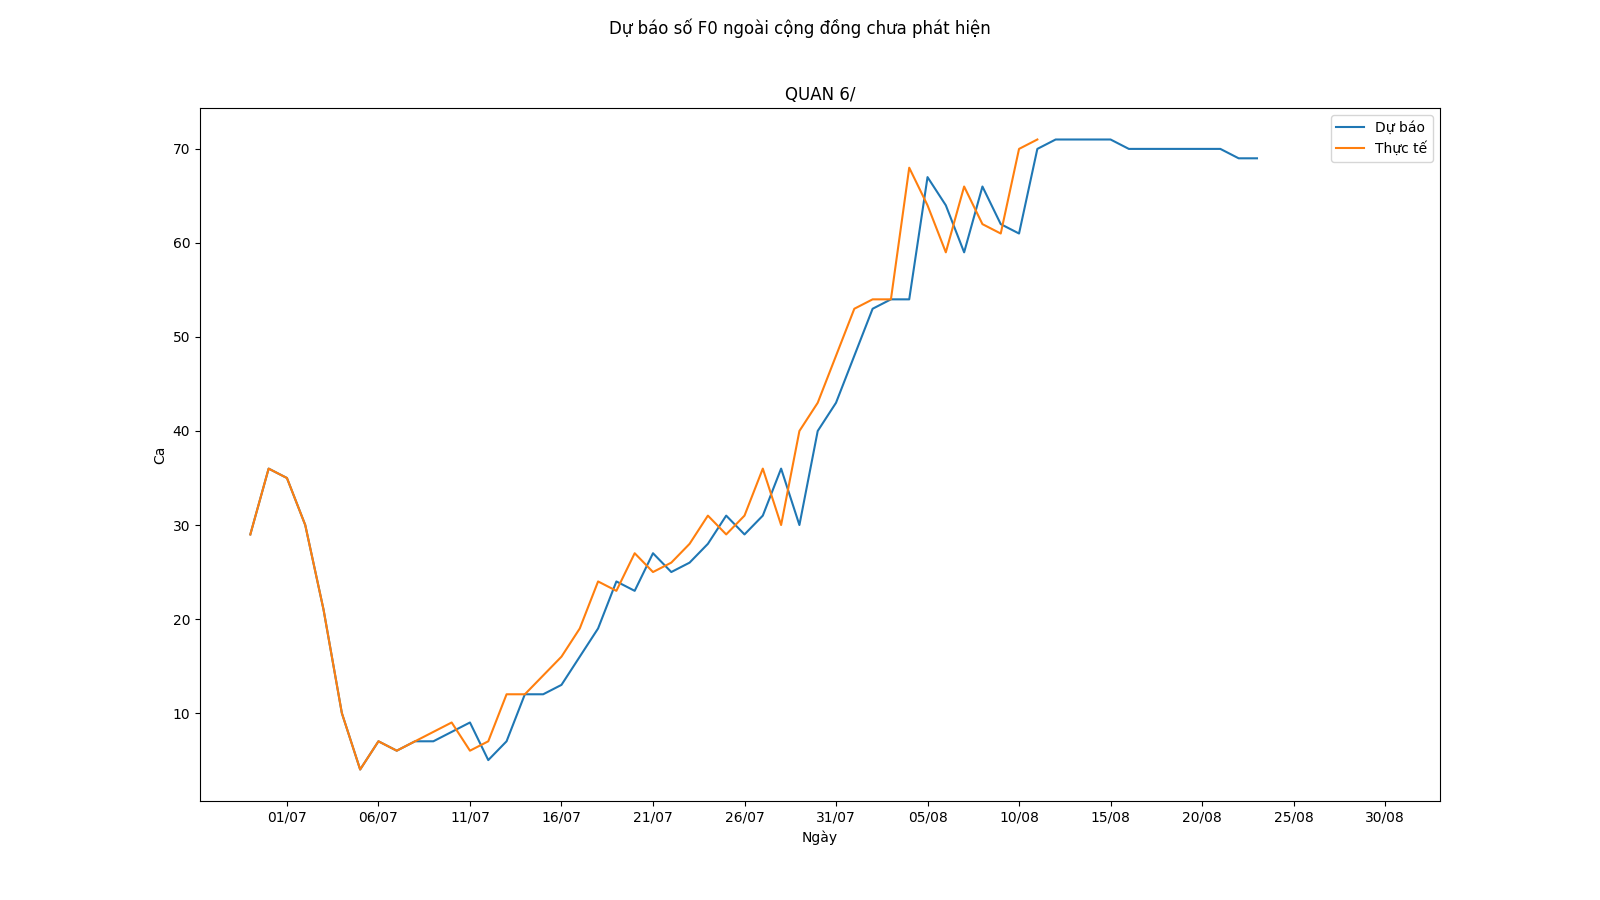 Dự báo số F0 ngoài cộng đồng chưa phát hiện
QUAN 6/
Dự báo
Thực tế
70
60
50
40
30
20
10
Ca
01/07 06/07 11/07 16/07 21/07 26/07 31/07 05/08 10/08 15/08 20/08 25/08 30/08
Ngày